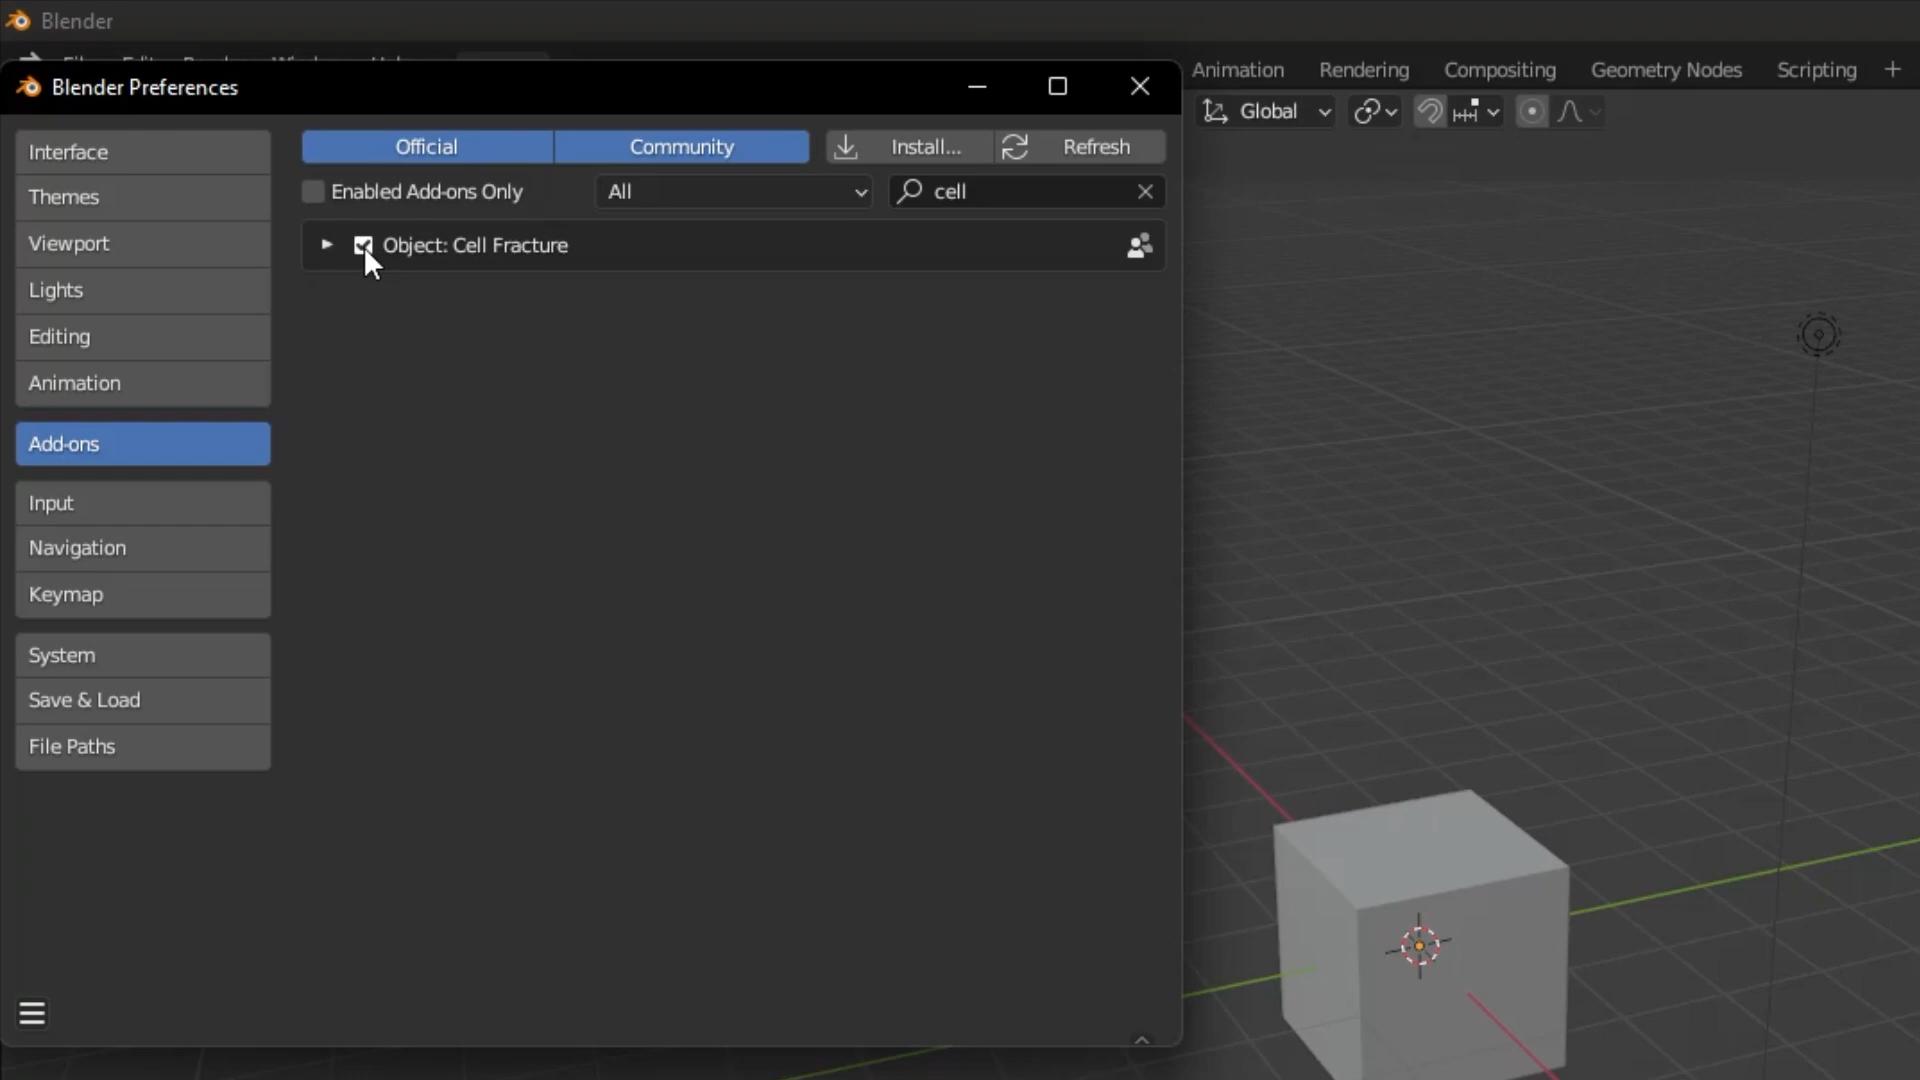 Blender
Blender Preferences
Animation
Rendering
Compositing
Geometry Nodes
Scripting
+
Global
Interface
Themes
Viewport
Lights
Editing
Animation
Add-ons
Input
Navigation
Keymap
System
Save & Load
File Paths
Official
Community
Install...
Refresh
Enabled Add-ons Only
All
cell
Object: Cell Fracture